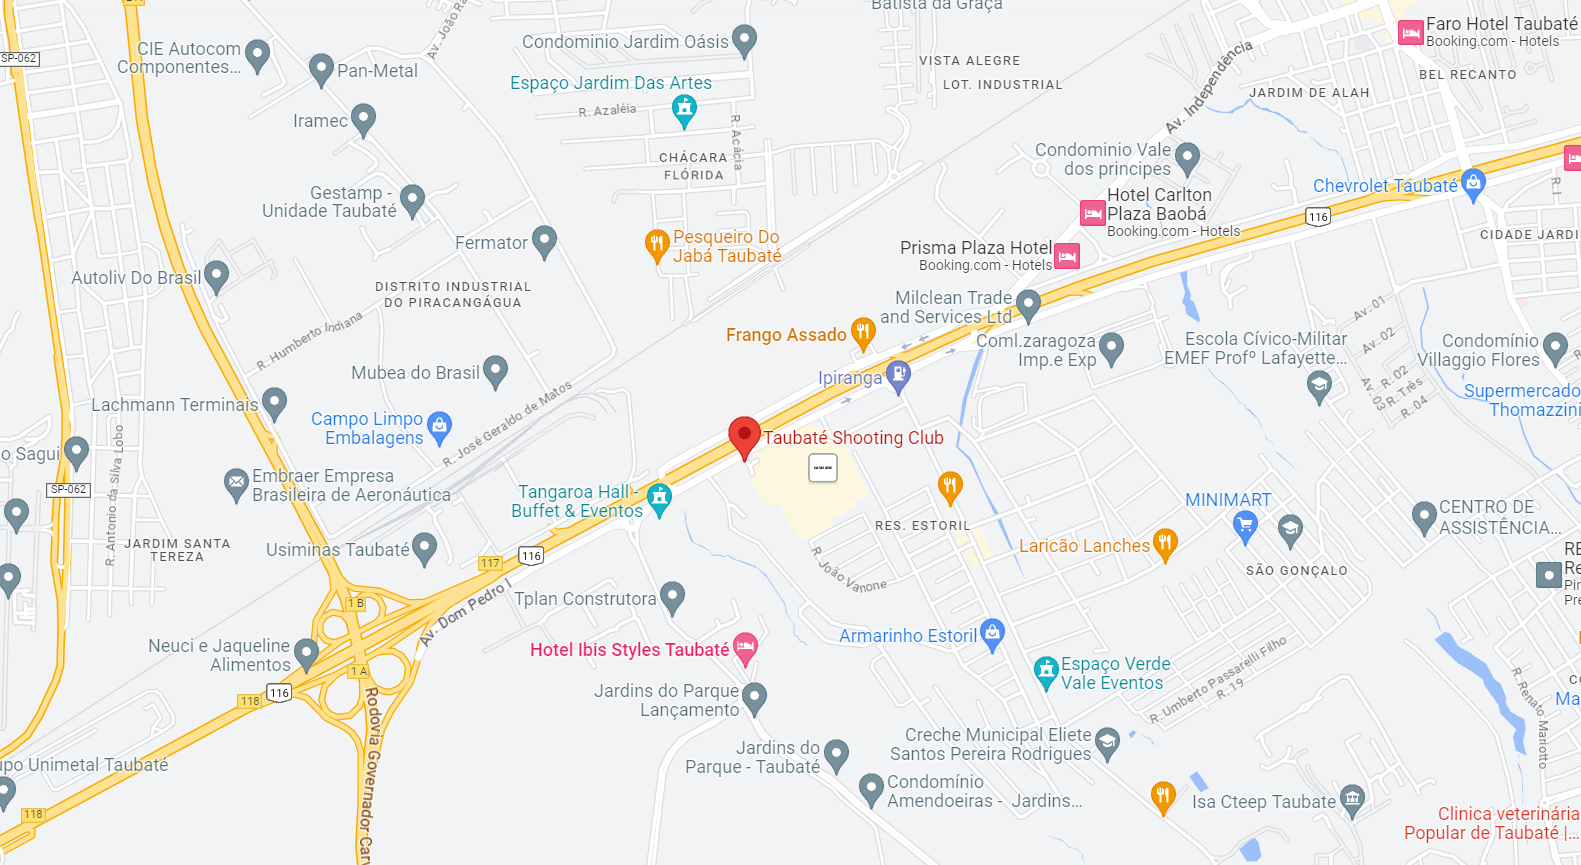 Batista da Graça
SP-062
CIE Autocom
Componentes...
Pan-Metal
Condominio Jardim Oásis
Espaço Jardim Das Artes
R. Azaléia
R. Acácia
VISTA ALEGRE
LOT. INDUSTRIAL
Av. Independência
Faro Hotel Taubaté
Booking.com - Hotels
BEL RECANTO
JARDIM DE ALAH
Iramec
CHÁCARA
FLÓRIDA
Condominio Vale
dos principes
Gestamp -
Unidade Taubaté
Hotel Carlton
Plaza Baobá
Booking.com - Hotels
Chevrolet Taubaté
116
R. I
CIDADE JARDI
Fermator
Pesqueiro Do
Jabá Taubaté
Prisma Plaza Hotel
Booking.com - Hotels
Autoliv Do Brasil
DISTRITO INDUSTRIAL
DO PIRACANGÁGUA
R. Humberto Indiana
Milclean Trade
and Services Ltd
Frango Assado
Coml.zaragoza
Imp.e Exp
Escola Cívico-Militar
EMEF Profº Lafayette...
Av.-01
Av.-02
R.-02
Av.-03
R.-Três
R.-04
Condomínio
Villaggio Flores
Mubea do Brasil
Ipiranga
Supermercado
Thomazzini
Lachmann Terminais
Campo Limpo
Embalagens
R. José Geraldo de Matos
Taubaté Shooting Club
o Sagui
SP-062
R. Antonio da Silva Lobo
Embraer Empresa
Brasileira de Aeronáutica
Tangaroa Hall -
Buffet & Eventos
RES. ESTORIL
MINIMART
CENTRO DE
ASSISTÊNCIA...
JARDIM SANTA
TEREZA
Usiminas Taubaté
117
116
R. João Vanone
Laricão Lanches
SÃO GONÇALO
RE
Re
Pin
Pre
1 B
Av. Dom Pedro I
Tplan Construtora
Armarinho Estoril
Neuci e Jaqueline
Alimentos
1 A
Hotel Ibis Styles Taubaté
Espaço Verde
Vale Eventos
R. Umberto Passarelli Filho
R.-19
R. Renato Mariotto
118
116
Jardins do Parque
Lançamento
Rodovia Governador Carv
Ma
Creche Municipal Eliete
Santos Pereira Rodrigues
Jardins do
Parque - Taubaté
upo Unimetal Taubaté
Condomínio
Amendoeiras - Jardins...
Isa Cteep Taubate
118
Clinica veterinária
Popular de Taubaté |...